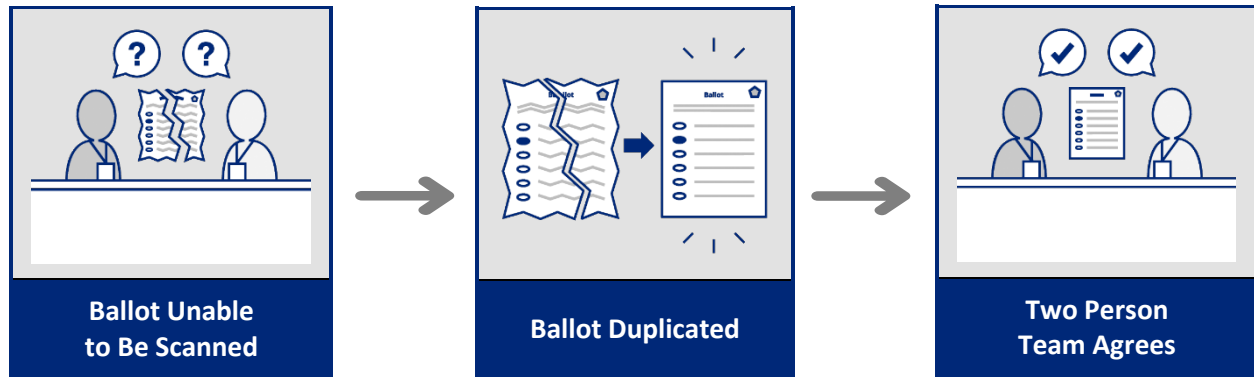 ?
?
Ballot Unable
to Be Scanned
Ballot
Ballot
Ballot Duplicated
Two Person
Team Agrees